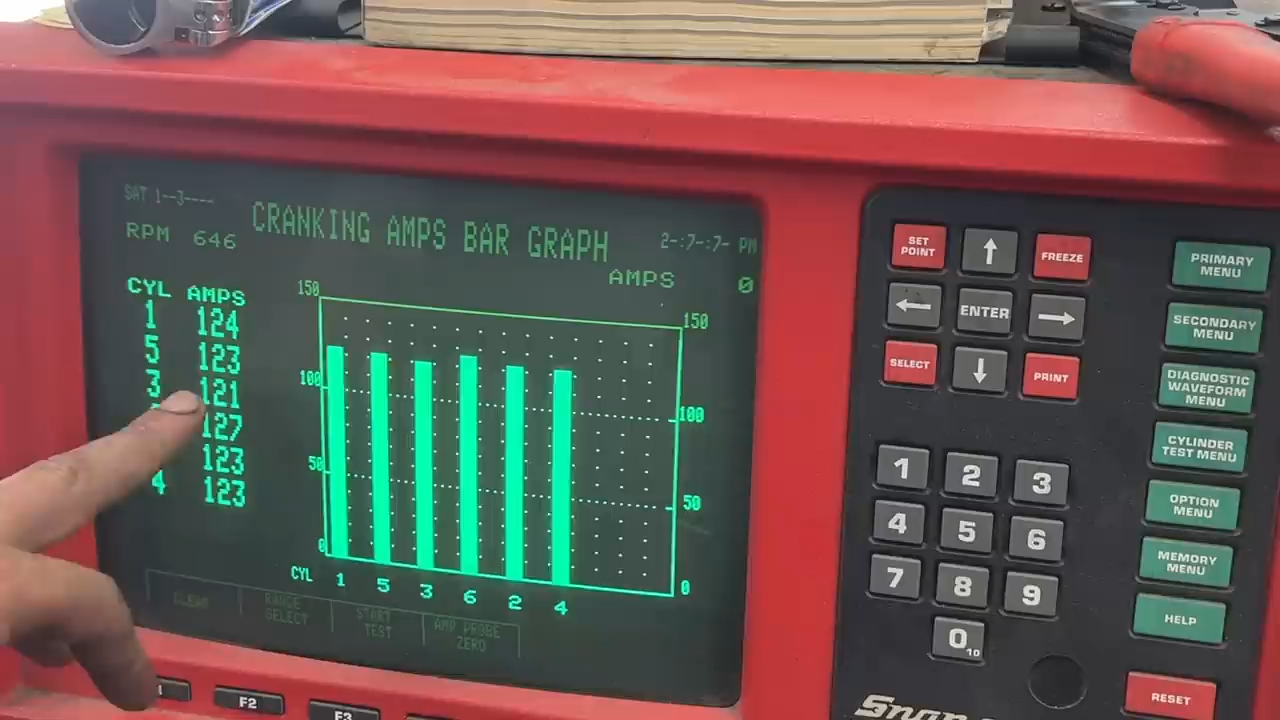 SAT 1--3----
CRANKING AMPS BAR GRAPH
2-:7-:7- PM
RPM 646
AMPS 0
CYL AMPS
1 124
5 123
3 121
127
123
4 123
150
100
50
0
150
100
50
0
CYL 1 5 3 6 2 4
CLEAR
RANGE SELECT
START TEST
AMP PROBE ZERO
F2
F3
SET POINT
↑
FREEZE
←
ENTER
→
SELECT
↓
PRINT
1 2 3
4 5 6
7 8 9
0 10
PRIMARY MENU
SECONDARY MENU
DIAGNOSTIC WAVEFORM MENU
CYLINDER TEST MENU
OPTION MENU
MEMORY MENU
HELP
RESET
Snap